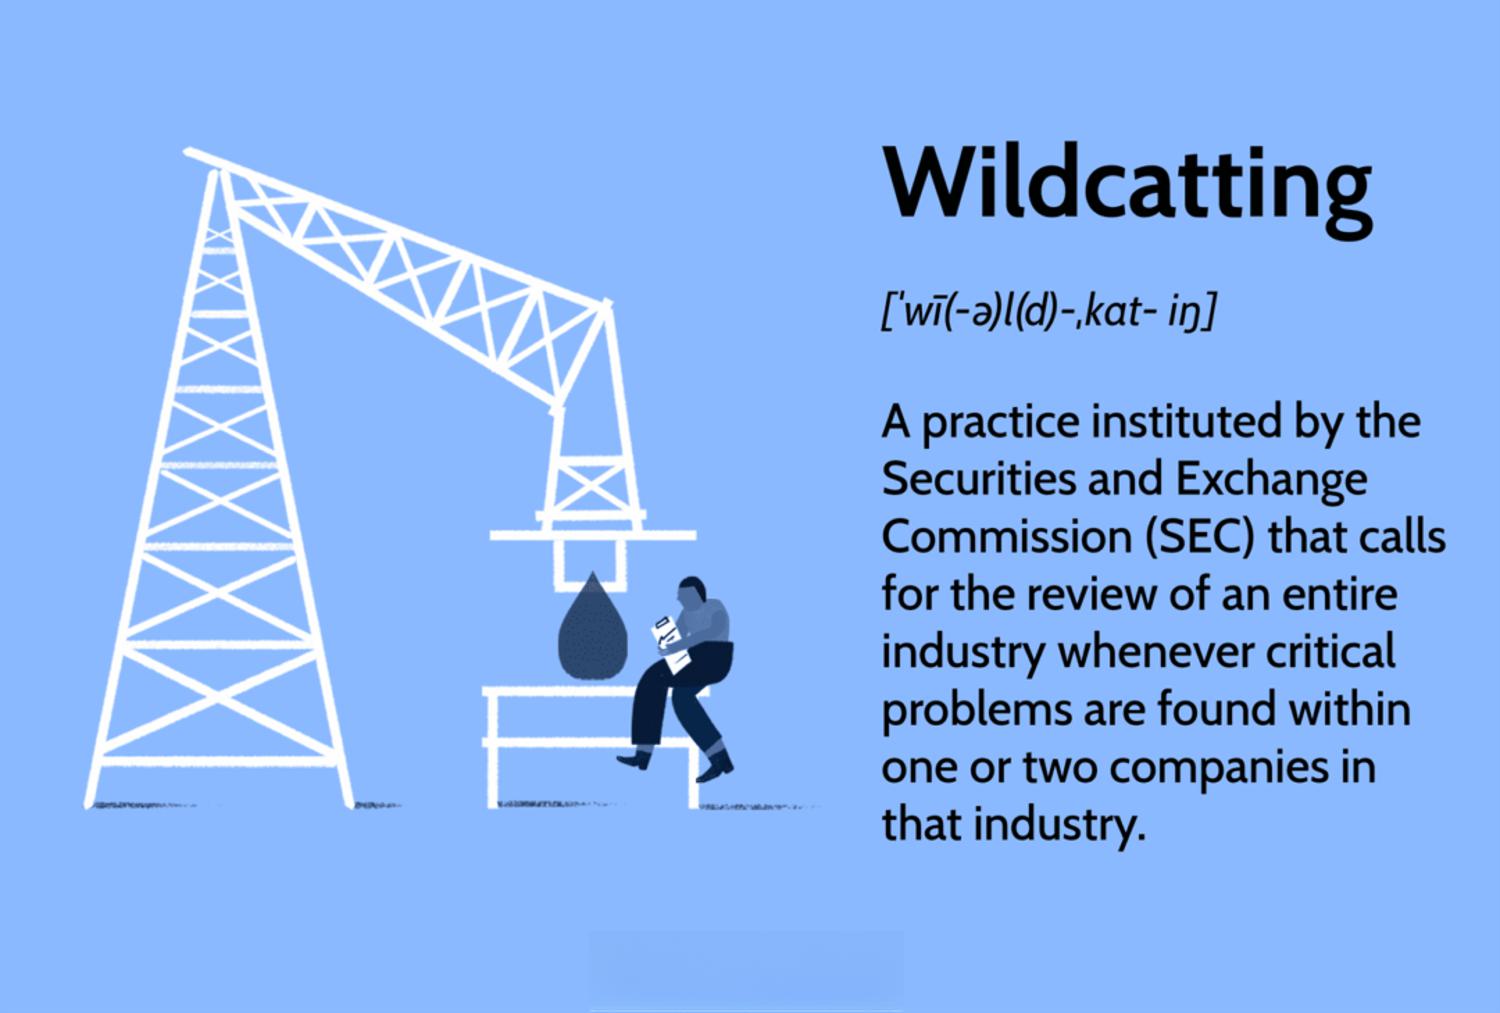 Wildcatting
[ˈwī(-ə)l(d)-ˌkat- iŋ]
A practice instituted by the
Securities and Exchange
Commission (SEC) that calls
for the review of an entire
industry whenever critical
problems are found within
one or two companies in
that industry.